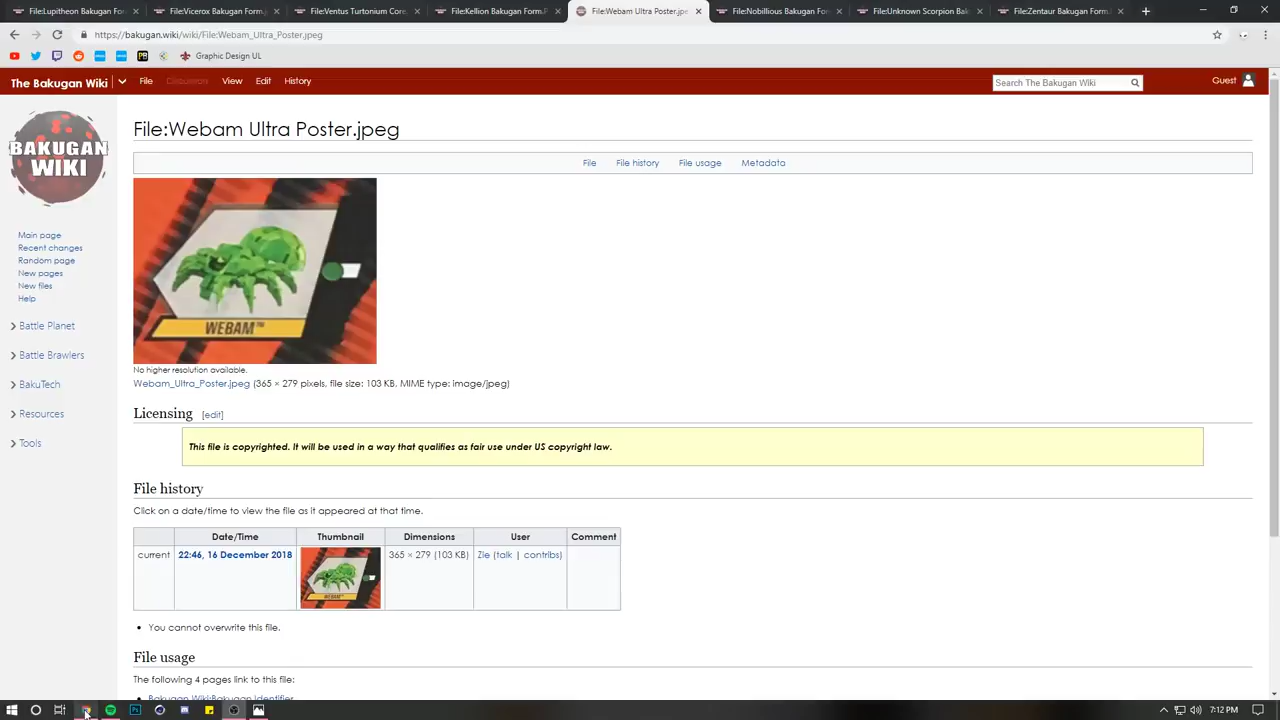 File:Lupitheon Bakugan Form
File:Vicerox Bakugan Form.j
File:Ventus Turtonium Core.
File:Kellion Bakugan Form.j
File:Webam Ultra Poster.jpe
File:Nobillious Bakugan Form
File:Unknown Scorpion Bak
File:Zentaur Bakugan Form.
https://bakugan.wiki/wiki/File:Webam_Ultra_Poster.jpeg
Graphic Design UL
The Bakugan Wiki
File
Discussion
View
Edit
History
Search The Bakugan Wiki
Guest
BAKUGAN
WIKI
File:Webam Ultra Poster.jpeg
File
File history
File usage
Metadata
WEBAM™
No higher resolution available.
Webam_Ultra_Poster.jpeg (365 × 279 pixels, file size: 103 KB, MIME type: image/jpeg)
Main page
Recent changes
Random page
New pages
New files
Help
Battle Planet
Battle Brawlers
BakuTech
Resources
Tools
Licensing [edit]
This file is copyrighted. It will be used in a way that qualifies as fair use under US copyright law.
File history
Click on a date/time to view the file as it appeared at that time.
Date/Time Thumbnail Dimensions User Comment
current 22:46, 16 December 2018 365 × 279 (103 KB) Zie (talk | contribs)
WEBAM
You cannot overwrite this file.
File usage
The following 4 pages link to this file:
Bakugan Wiki:Bakugan Identifier
7:12 PM